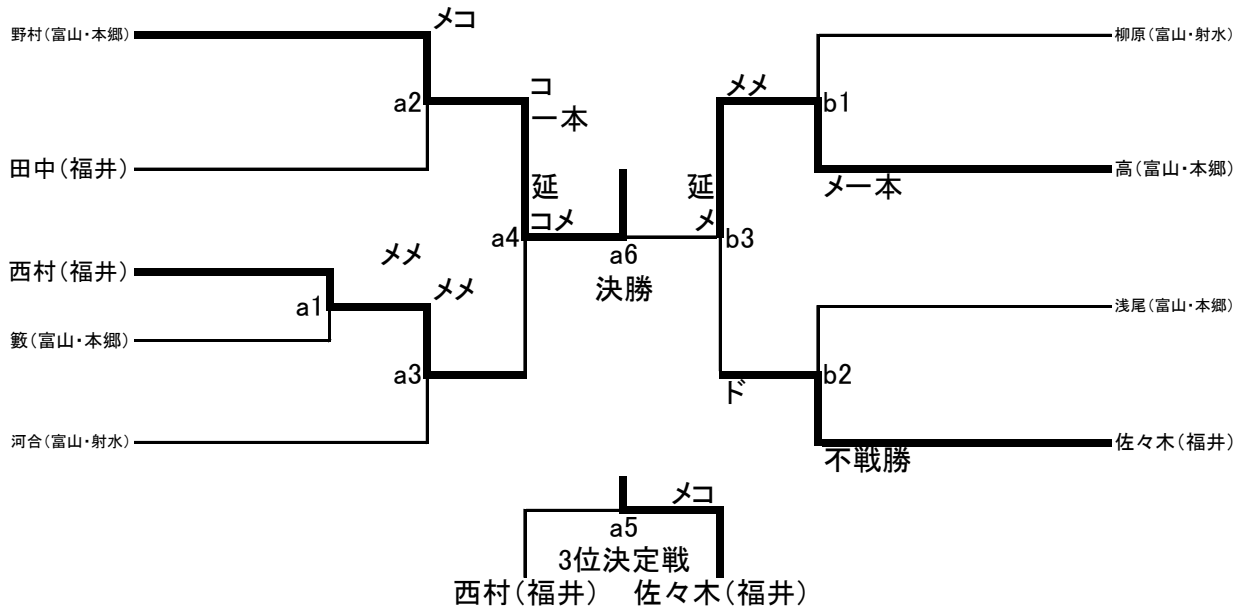 メコ
野村(富山・本郷)
柳原(富山・射水)
コ
一本
メメ
a2
b1
田中(福井)
高(富山・本郷)
メ一本
延
コメ
延
メ
a4
b3
a6
決勝
メメ
西村(福井)
メメ
a1
籔(富山・本郷)
浅尾(富山・本郷)
a3
b2
ド
河合(富山・射水)
佐々木(福井)
不戦勝
メコ
a5
3位決定戦
西村(福井) 佐々木(福井)